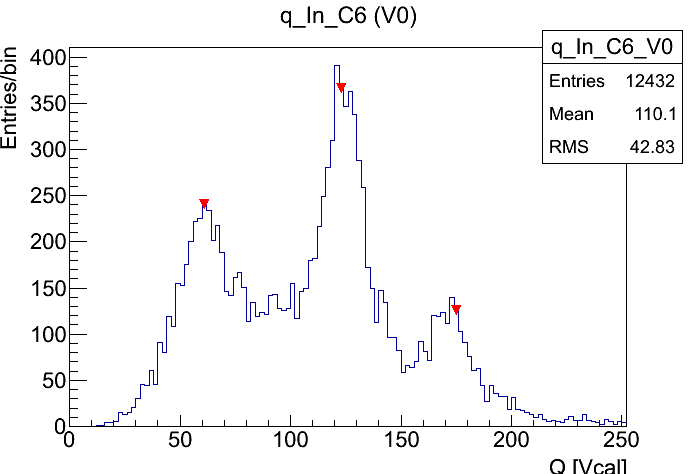 q_In_C6 (V0)
q_In_C6_V0
Entries 12432
Mean 110.1
RMS 42.83
Entries/bin
400
350
300
250
200
150
100
50
0
0 50 100 150 200 250
Q [Vcal]